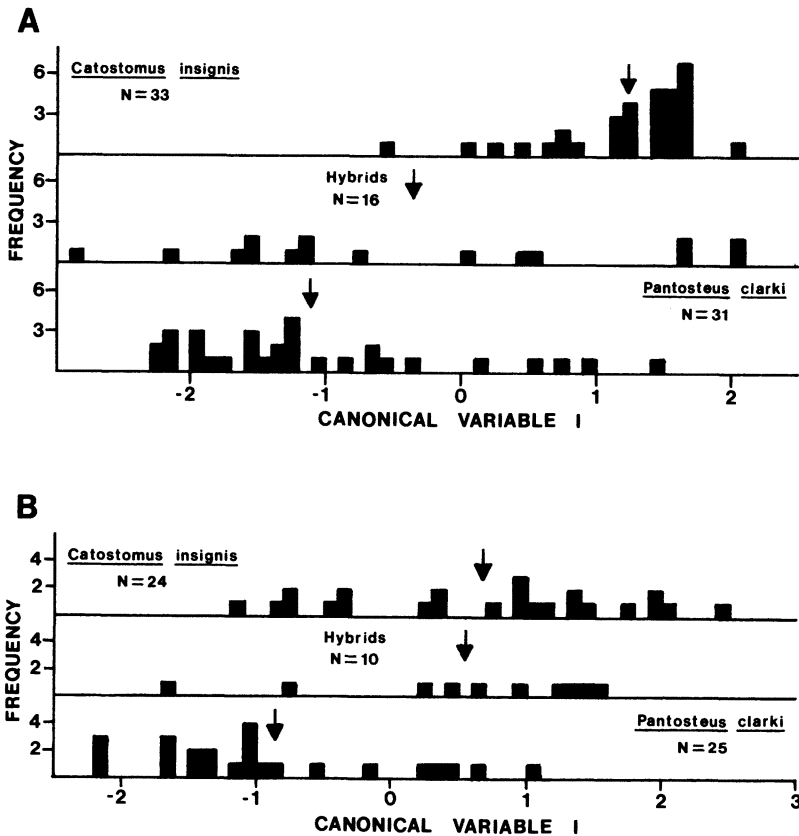 A
Catostomus insignis
N=33
6
3
Hybrids
N=16
6
3
Pantosteus clarki
N=31
6
3
FREQUENCY
-2 -1 0 1 2
CANONICAL VARIABLE I
B
Catostomus insignis
N=24
4
2
Hybrids
N=10
4
2
Pantosteus clarki
N=25
4
2
FREQUENCY
-2 -1 0 1 2 3
CANONICAL VARIABLE I